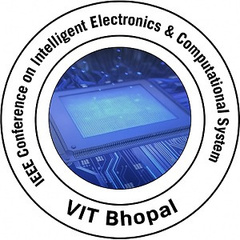 IEEE Conference on Intelligent Electronics & Computational System
VIT Bhopal